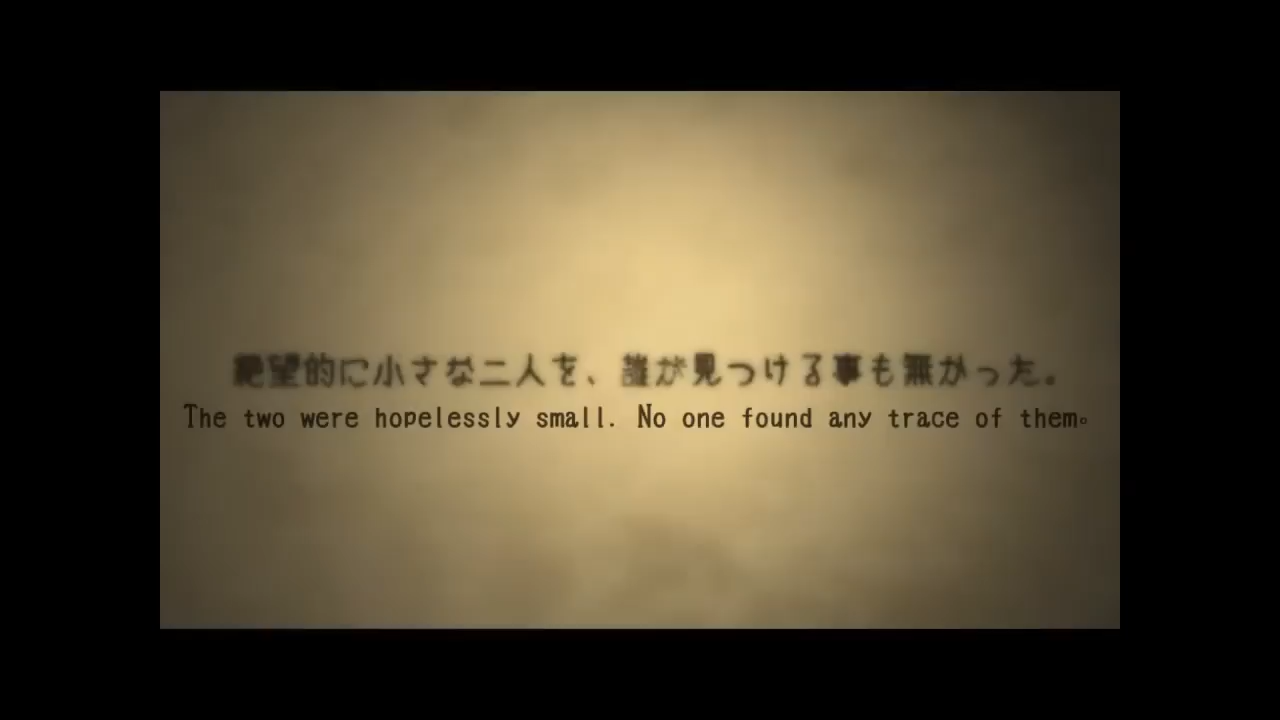 絶望的に小さな二人を、誰が見つける事も無かった。
The two were hopelessly small. No one found any trace of them。